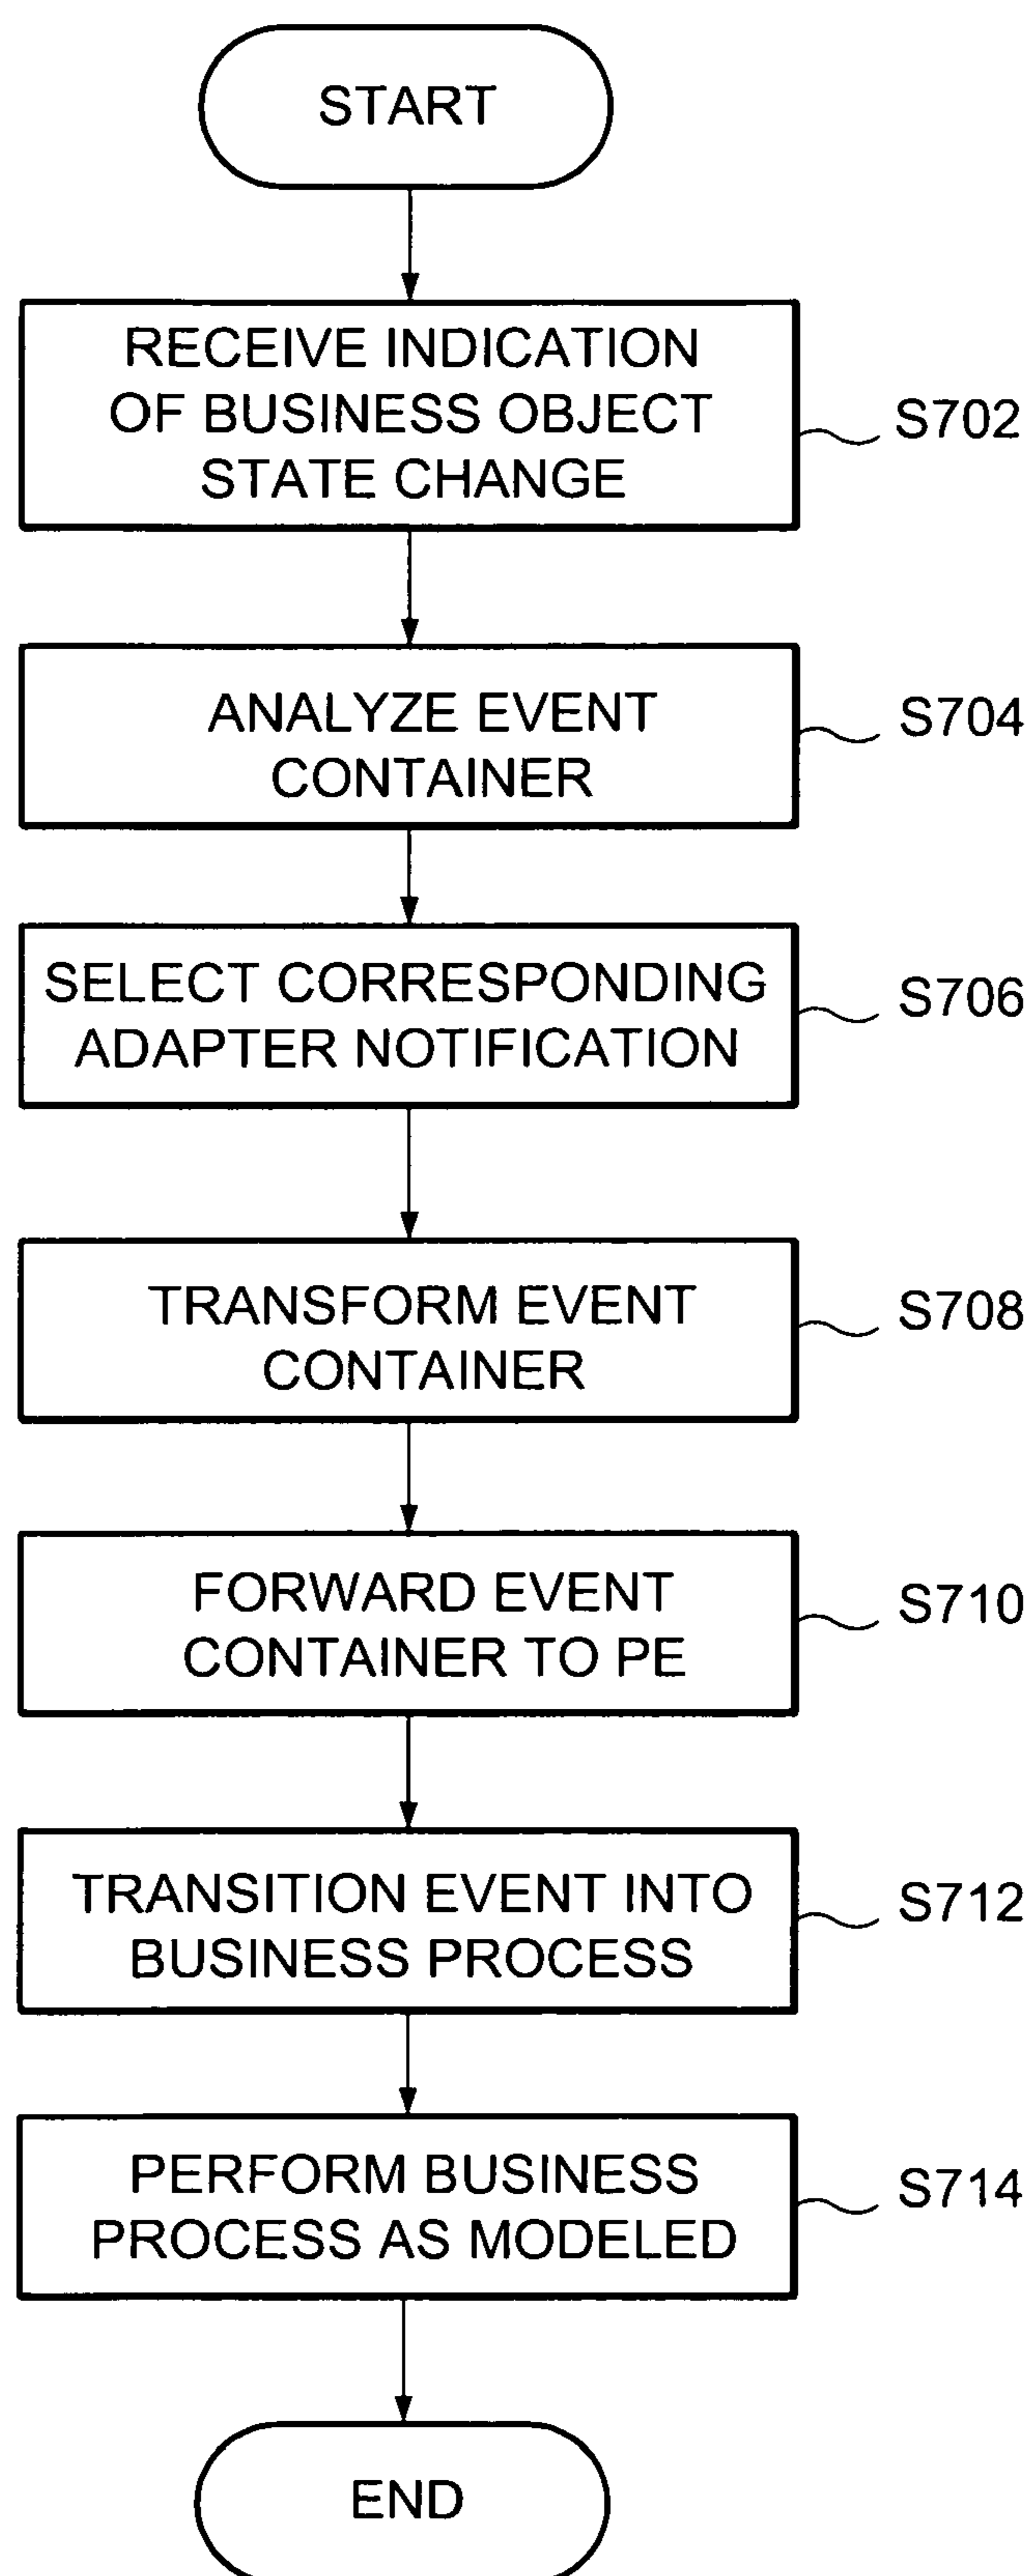 START
RECEIVE INDICATION
OF BUSINESS OBJECT
STATE CHANGE
S702
ANALYZE EVENT
CONTAINER
S704
SELECT CORRESPONDING
ADAPTER NOTIFICATION
S706
TRANSFORM EVENT
CONTAINER
S708
FORWARD EVENT
CONTAINER TO PE
S710
TRANSITION EVENT INTO
BUSINESS PROCESS
S712
PERFORM BUSINESS
PROCESS AS MODELED
S714
END